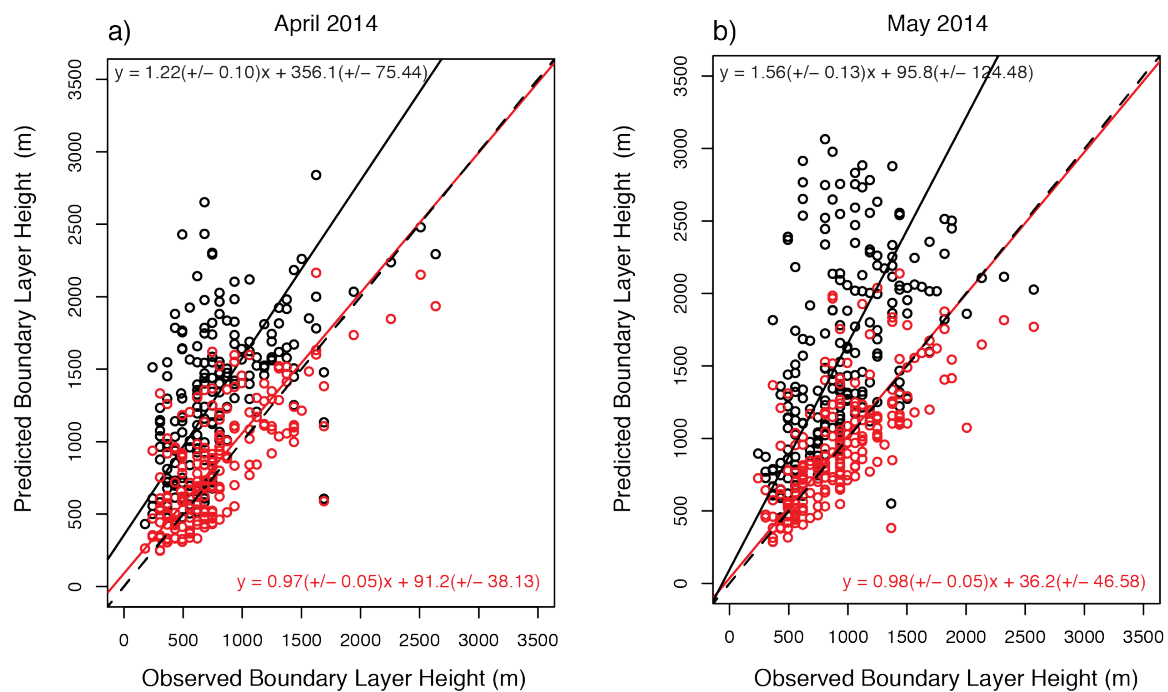 a)
April 2014
y = 1.22(+/− 0.10)x + 356.1(+/− 75.44)
Predicted Boundary Layer Height (m)
3500
3000
2500
2000
1500
1000
500
0
y = 0.97(+/− 0.05)x + 91.2(+/− 38.13)
0 500 1000 1500 2000 2500 3000 3500
Observed Boundary Layer Height (m)
b)
May 2014
y = 1.56(+/− 0.13)x + 95.8(+/− 124.48)
Predicted Boundary Layer Height (m)
3500
3000
2500
2000
1500
1000
500
0
y = 0.98(+/− 0.05)x + 36.2(+/− 46.58)
0 500 1000 1500 2000 2500 3000 3500
Observed Boundary Layer Height (m)